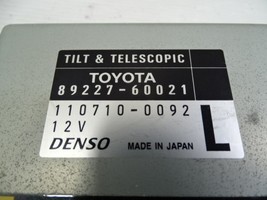 TILT & TELESCOPIC
TOYOTA
89227-60021
110710-0092
12V
L
DENSO MADE IN JAPAN